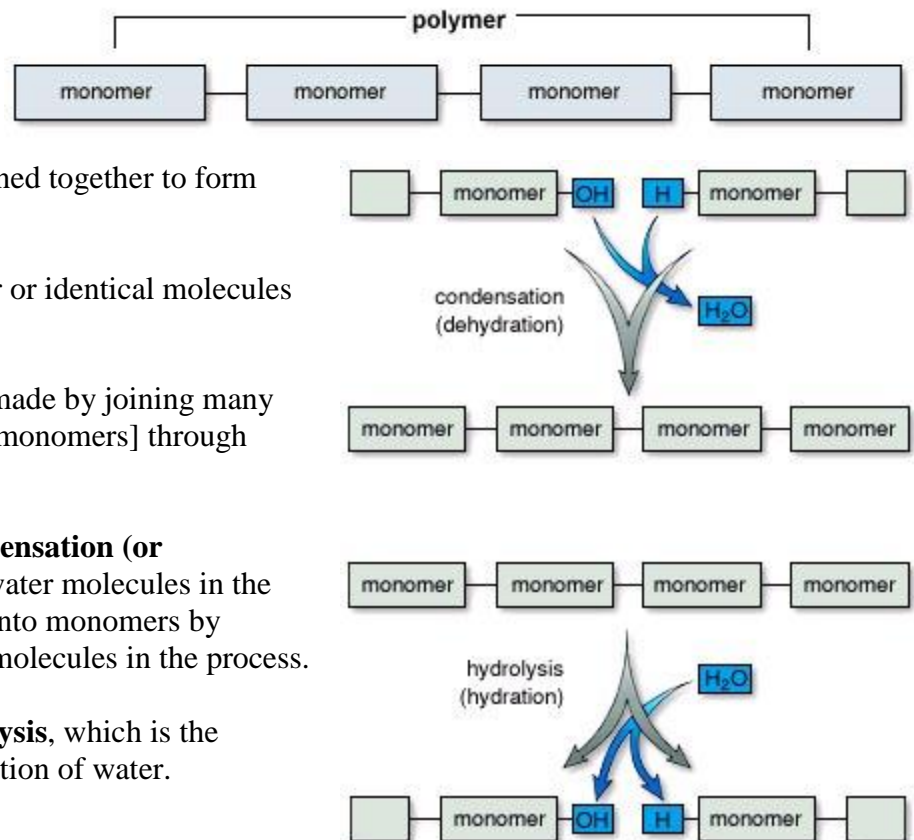 polymer
monomer monomer monomer monomer
ned together to form
monomer OH H monomer
r or identical molecules
condensation
(dehydration)
H₂O
made by joining many
monomers] through
monomer monomer monomer monomer
ensation (or
water molecules in the
nto monomers by
molecules in the process.
monomer monomer monomer monomer
hydrolysis
(hydration)
H₂O
ysis, which is the
tion of water.
monomer OH H monomer